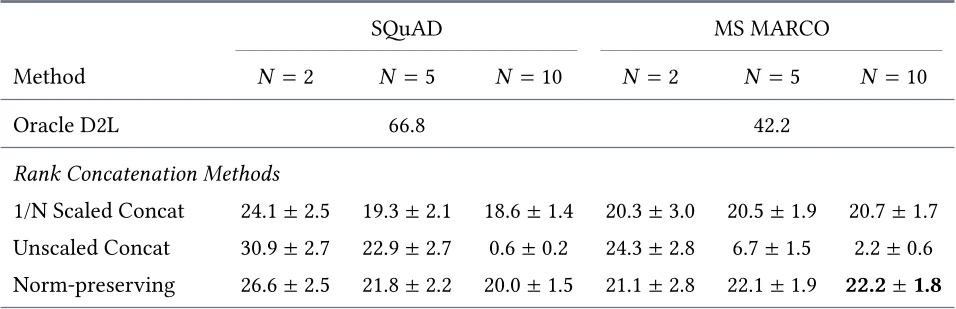 SQuAD MS MARCO
Method N = 2 N = 5 N = 10 N = 2 N = 5 N = 10
Oracle D2L 66.8 42.2
Rank Concatenation Methods
1/N Scaled Concat 24.1 ± 2.5 19.3 ± 2.1 18.6 ± 1.4 20.3 ± 3.0 20.5 ± 1.9 20.7 ± 1.7
Unscaled Concat 30.9 ± 2.7 22.9 ± 2.7 0.6 ± 0.2 24.3 ± 2.8 6.7 ± 1.5 2.2 ± 0.6
Norm-preserving 26.6 ± 2.5 21.8 ± 2.2 20.0 ± 1.5 21.1 ± 2.8 22.1 ± 1.9 22.2 ± 1.8